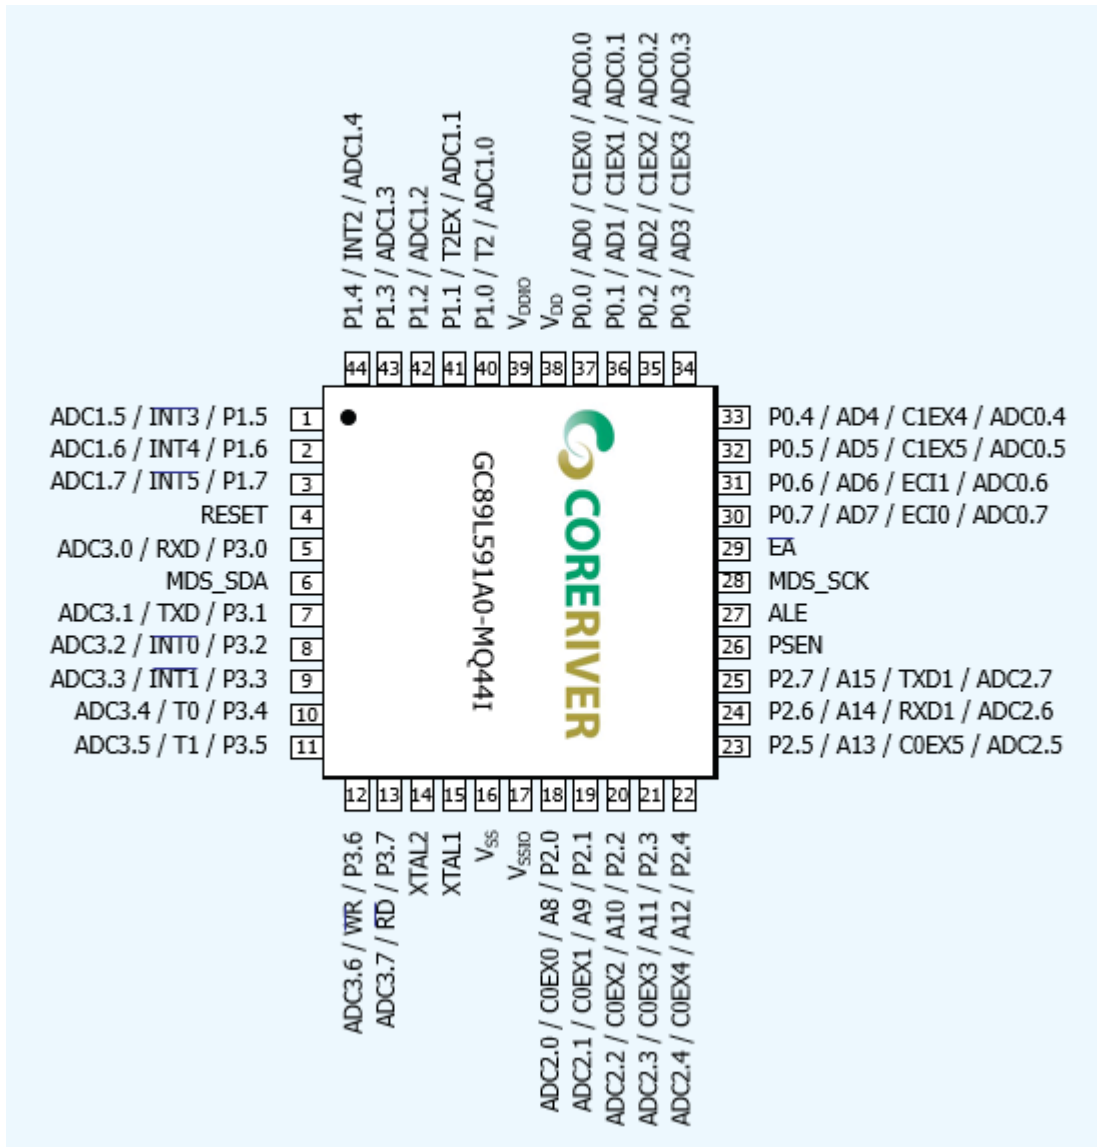 P1.4 / INT2 / ADC1.4
P1.3 / ADC1.3
P1.2 / ADC1.2
P1.1 / T2EX / ADC1.1
P1.0 / T2 / ADC1.0
VDDIO
VDD
P0.0 / AD0 / C1EX0 / ADC0.0
P0.1 / AD1 / C1EX1 / ADC0.1
P0.2 / AD2 / C1EX2 / ADC0.2
P0.3 / AD3 / C1EX3 / ADC0.3
44 43 42 41 40 39 38 37 36 35 34
ADC1.5 / INT3 / P1.5 1
ADC1.6 / INT4 / P1.6 2
ADC1.7 / INT5 / P1.7 3
RESET 4
ADC3.0 / RXD / P3.0 5
MDS_SDA 6
ADC3.1 / TXD / P3.1 7
ADC3.2 / INT0 / P3.2 8
ADC3.3 / INT1 / P3.3 9
ADC3.4 / T0 / P3.4 10
ADC3.5 / T1 / P3.5 11
GC89L591A0-MQ44I
CORERIVER
33 P0.4 / AD4 / C1EX4 / ADC0.4
32 P0.5 / AD5 / C1EX5 / ADC0.5
31 P0.6 / AD6 / ECI1 / ADC0.6
30 P0.7 / AD7 / ECI0 / ADC0.7
29 EA
28 MDS_SCK
27 ALE
26 PSEN
25 P2.7 / A15 / TXD1 / ADC2.7
24 P2.6 / A14 / RXD1 / ADC2.6
23 P2.5 / A13 / C0EX5 / ADC2.5
12 13 14 15 16 17 18 19 20 21 22
ADC3.6 / WR / P3.6
ADC3.7 / RD / P3.7
XTAL2
XTAL1
VSS
VSSIO
ADC2.0 / C0EX0 / A8 / P2.0
ADC2.1 / C0EX1 / A9 / P2.1
ADC2.2 / C0EX2 / A10 / P2.2
ADC2.3 / C0EX3 / A11 / P2.3
ADC2.4 / C0EX4 / A12 / P2.4